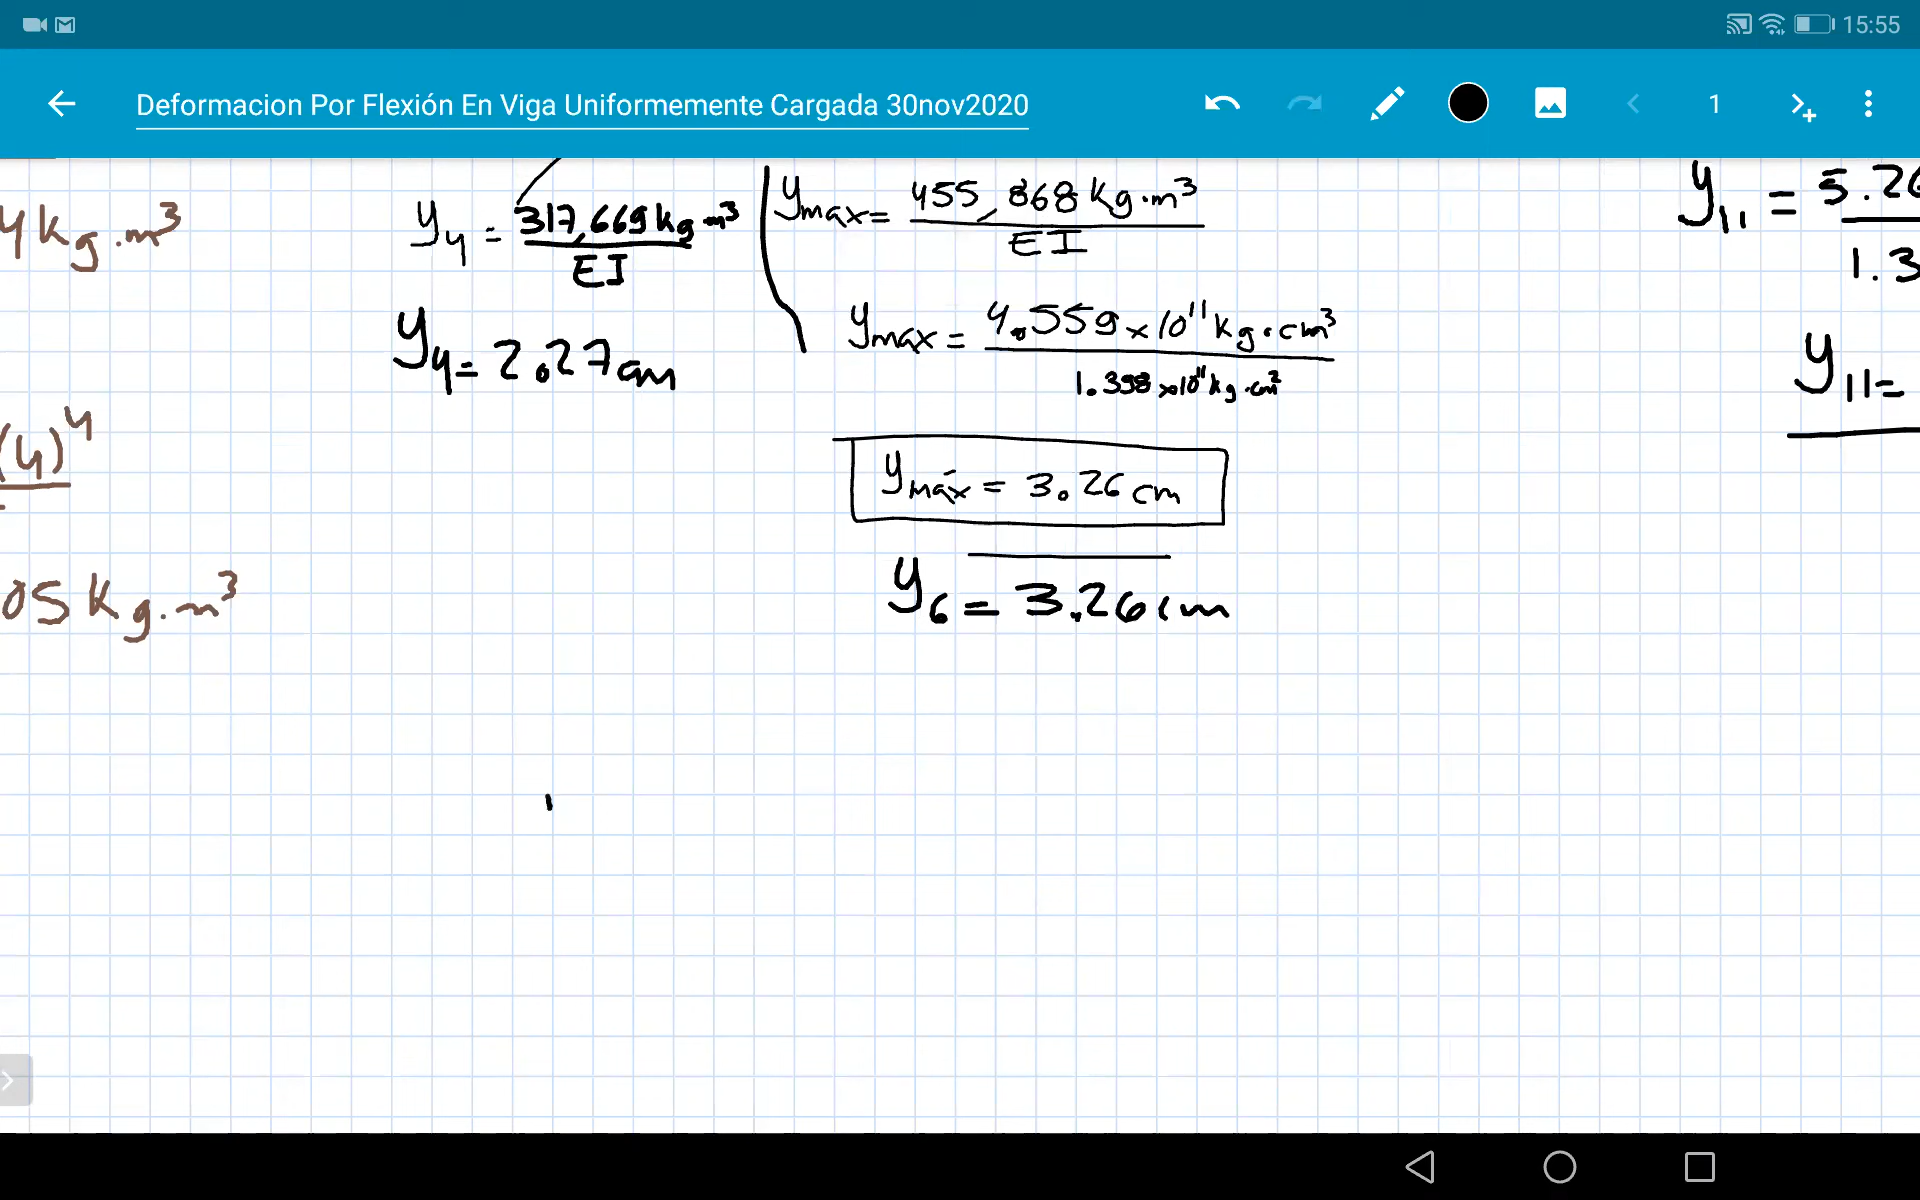 15:55
Deformacion Por Flexión En Viga Uniformemente Cargada 30nov2020
1
4 kg.m³
(4)⁴
05 kg.m³
y₄ = 317,669 kg.m³
EI
y₄ = 2.27cm
ymax = 455,868 kg.m³
EI
ymax = 4.559 x 10¹¹ kg.cm³
1.398 x 10¹¹ kg.cm²
ymáx = 3.26 cm
y₆ = 3.26 cm
y₁₁ = 5.26
1.3
y₁₁ =